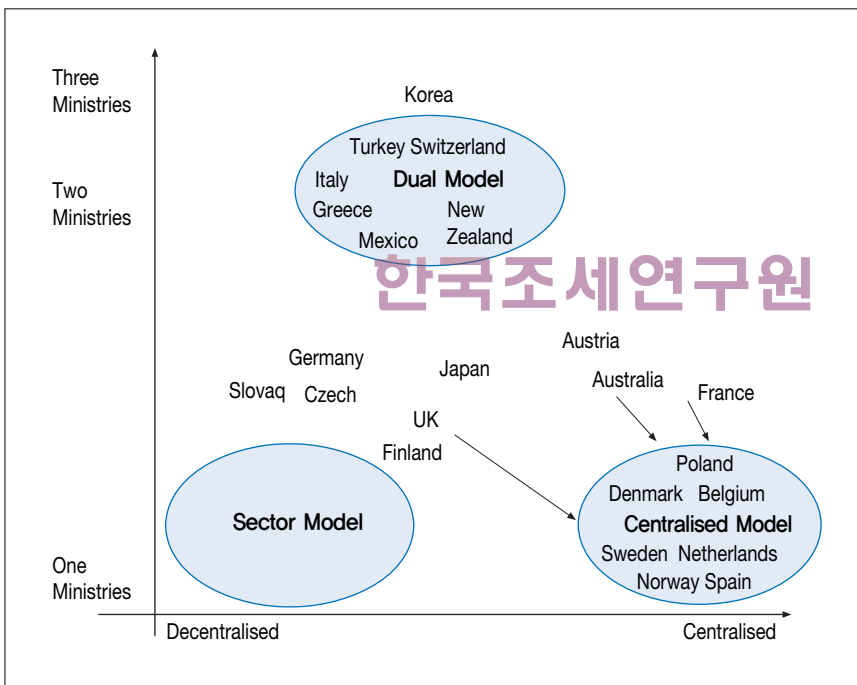 Three
Ministries
Korea
Turkey Switzerland
Italy Dual Model
Two
Ministries
Greece New
Zealand
Mexico
한국조세연구원
Austria
Germany
Japan
Australia
Slovaq Czech
France
UK
Finland
Poland
Denmark Belgium
Sector Model
Centralised Model
Sweden Netherlands
Norway Spain
One
Ministries
Decentralised
Centralised